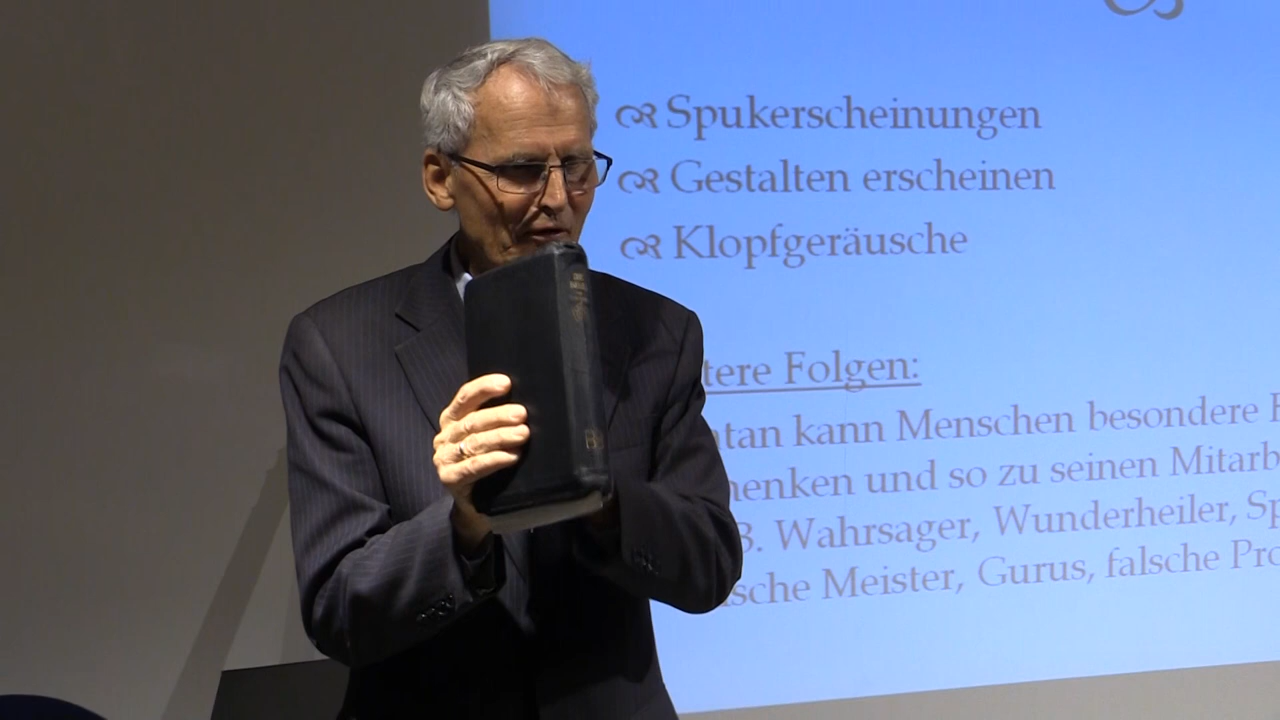 Spukerscheinungen
Gestalten erscheinen
Klopfgeräusche
tere Folgen:
tan kann Menschen besondere
henken und so zu seinen Mitarb
B. Wahrsager, Wunderheiler, Sp
sche Meister, Gurus, falsche Pro